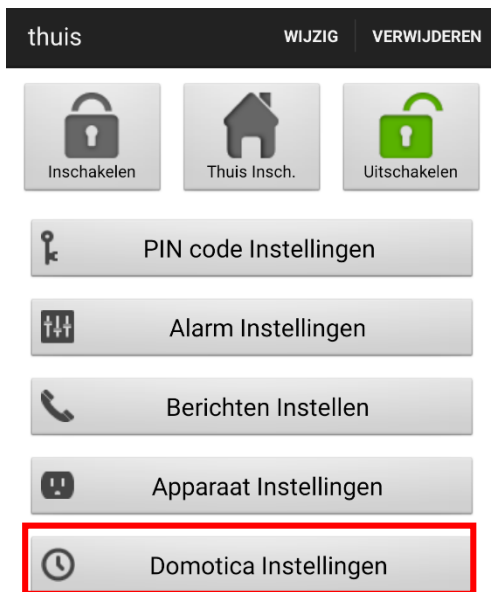 thuis WIJZIG VERWIJDEREN
Inschakelen Thuis Insch. Uitschakelen
PIN code Instellingen
Alarm Instellingen
Berichten Instellen
Apparaat Instellingen
Domotica Instellingen